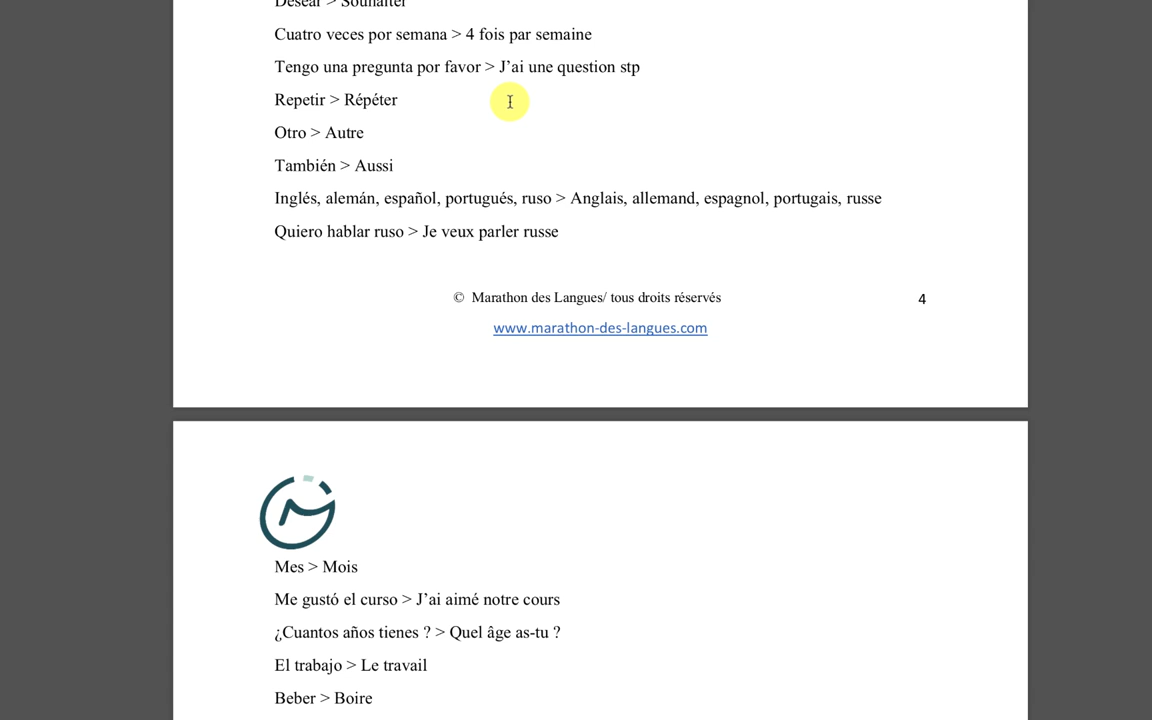 Desear > Souhaiter
Cuatro veces por semana > 4 fois par semaine
Tengo una pregunta por favor > J’ai une question stp
Repetir > Répéter
Otro > Autre
También > Aussi
Inglés, alemán, español, portugués, ruso > Anglais, allemand, espagnol, portugais, russe
Quiero hablar ruso > Je veux parler russe
© Marathon des Langues/ tous droits réservés
4
www.marathon-des-langues.com
Mes > Mois
Me gustó el curso > J’ai aimé notre cours
¿Cuantos años tienes ? > Quel âge as-tu ?
El trabajo > Le travail
Beber > Boire